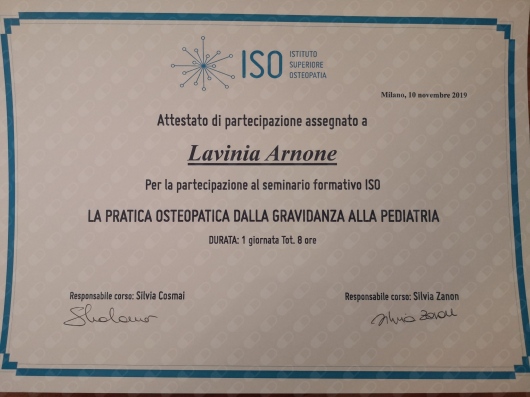 ISO
ISTITUTO
SUPERIORE
OSTEOPATIA
Milano, 10 novembre 2019
Attestato di partecipazione assegnato a
Lavinia Arnone
Per la partecipazione al seminario formativo ISO
LA PRATICA OSTEOPATICA DALLA GRAVIDANZA ALLA PEDIATRIA
DURATA: 1 giornata Tot. 8 ore
Responsabile corso: Silvia Cosmai
Responsabile corso: Silvia Zanon
Silvia Zanon